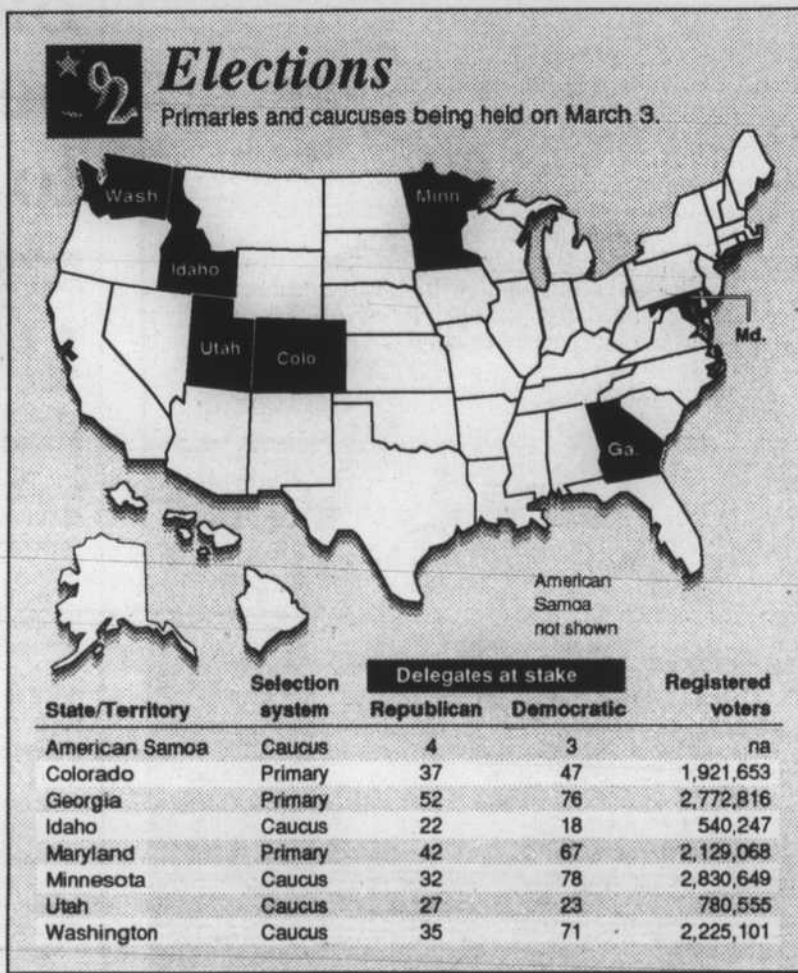 92 Elections
Primaries and caucuses being held on March 3.
Wash
Minn
Idaho
Md.
Utah
Colo
Ga.
American
Samoa
not shown
Delegates at stake
State/Territory Selection system Republican Democratic Registered voters
American Samoa Caucus 4 3 na
Colorado Primary 37 47 1,921,653
Georgia Primary 52 76 2,772,816
Idaho Caucus 22 18 540,247
Maryland Primary 42 67 2,129,068
Minnesota Caucus 32 78 2,830,649
Utah Caucus 27 23 780,555
Washington Caucus 35 71 2,225,101